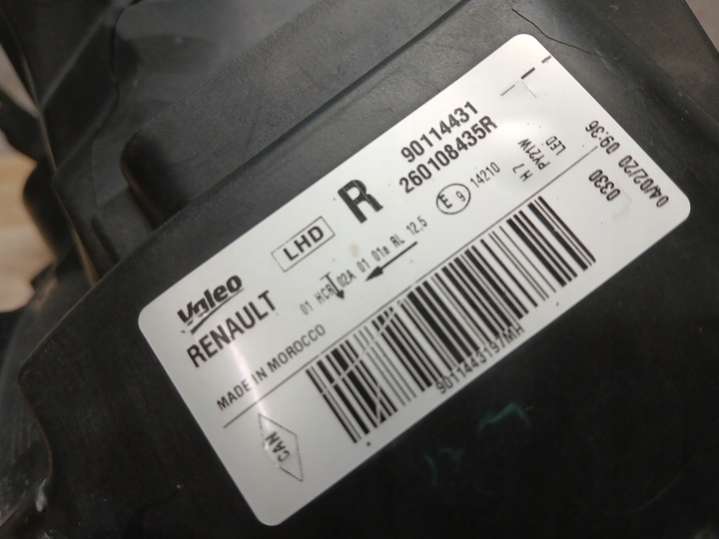 Valeo
RENAULT
LHD
R
90114431
260108435R
01 HCR 02A 01 01a RL 12.5
E 9
14210
H7
PY21W
LED
MADE IN MOROCCO
CAN
9011443197MH
0330
04/02/20 09:36